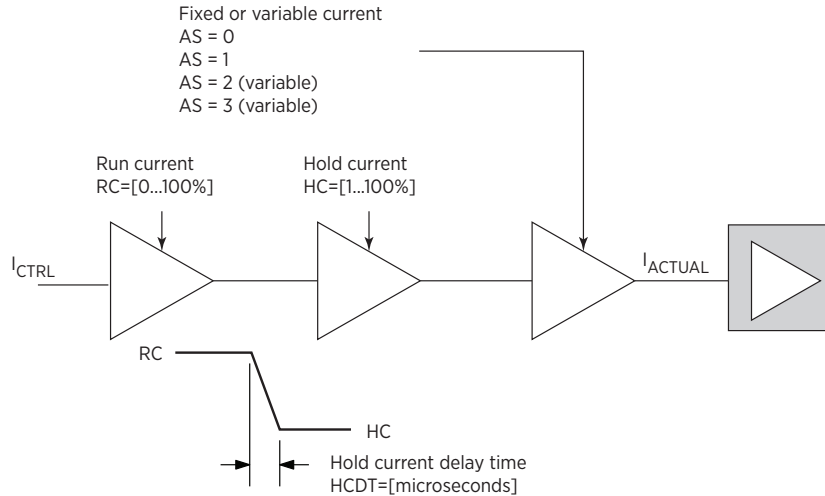 Fixed or variable current
AS = 0
AS = 1
AS = 2 (variable)
AS = 3 (variable)
Run current
RC=[0...100%]
Hold current
HC=[1...100%]
ICTRL
IACTUAL
RC
HC
Hold current delay time
HCDT=[microseconds]